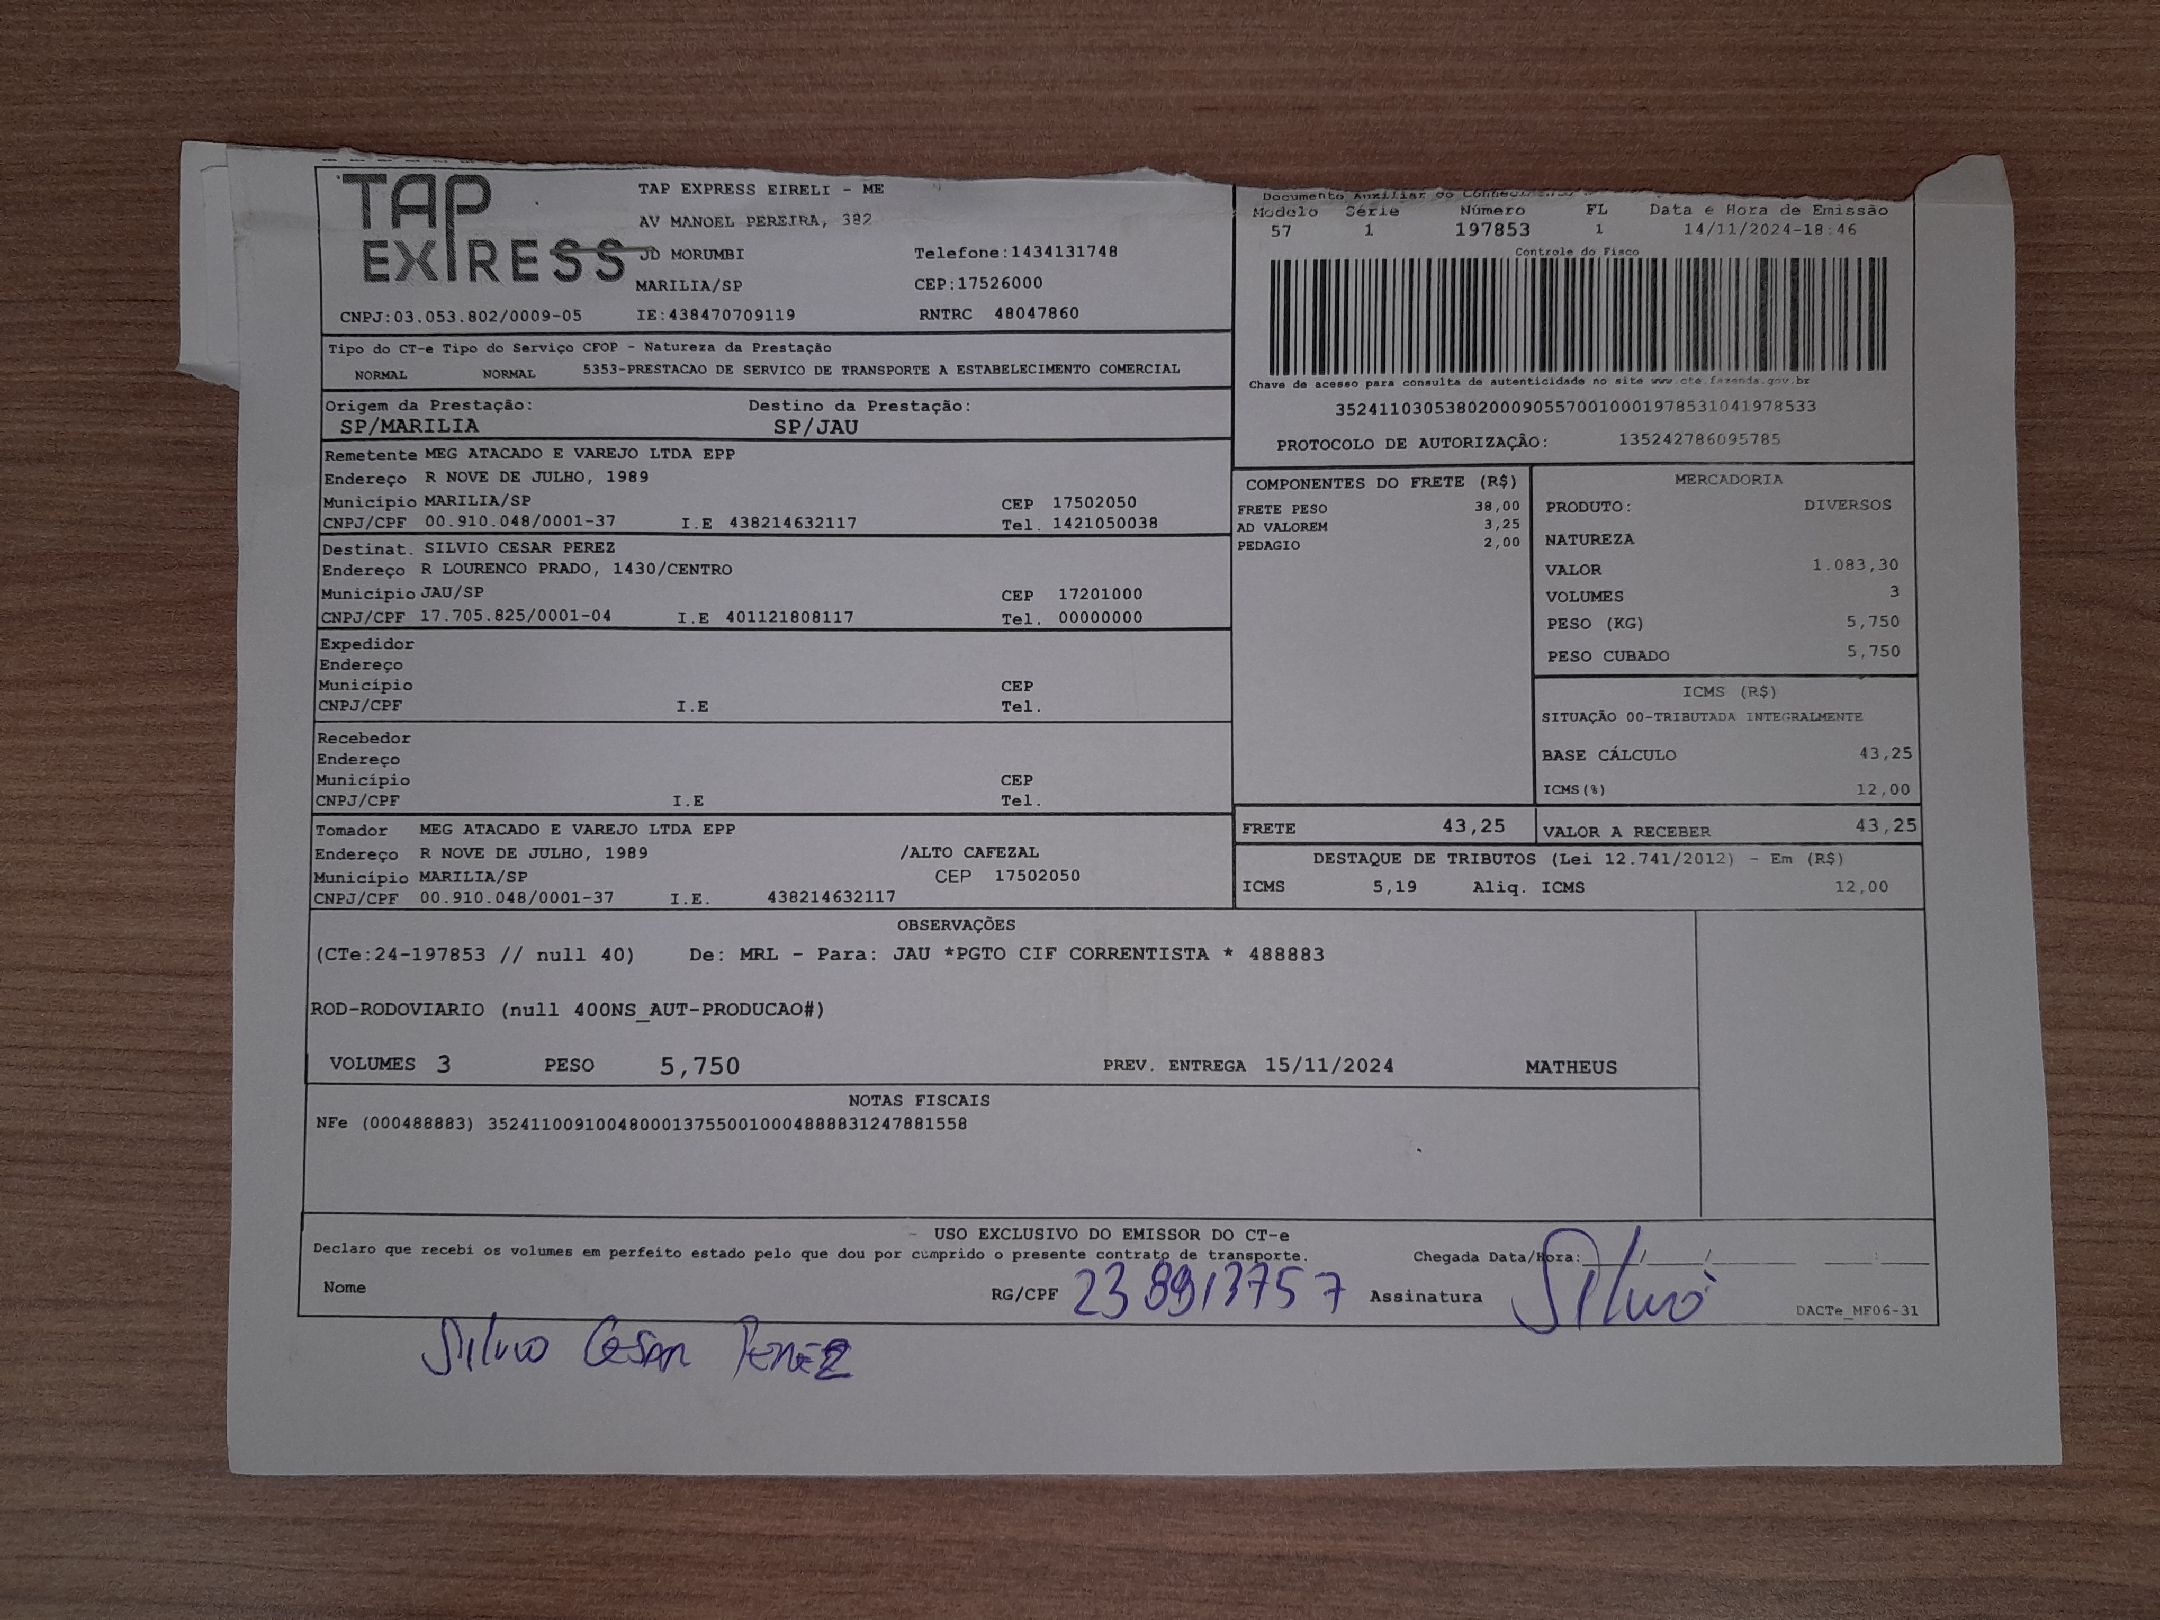 TAP
EXPRESS
TAP EXPRESS EIRELI - ME
AV MANOEL PEREIRA, 382
JD MORUMBI Telefone:1434131748
MARILIA/SP CEP:17526000
CNPJ:03.053.802/0009-05 IE:438470709119 RNTRC 48047860
Documento Auxiliar do
Modelo Série Número FL Data e Hora de Emissão
57 1 197853 1 14/11/2024-18:46
Controle do Fisco
Chave de acesso para consulta de autenticidade no site www.cte.fazenda.gov.br
35241103053802000905570010001978531041978533
PROTOCOLO DE AUTORIZAÇÃO: 135242786095785
Tipo do CT-e Tipo do Serviço CFOP - Natureza da Prestação
NORMAL NORMAL 5353-PRESTACAO DE SERVICO DE TRANSPORTE A ESTABELECIMENTO COMERCIAL
Origem da Prestação: Destino da Prestação:
SP/MARILIA SP/JAU
Remetente MEG ATACADO E VAREJO LTDA EPP
Endereço R NOVE DE JULHO, 1989
Município MARILIA/SP CEP 17502050
CNPJ/CPF 00.910.048/0001-37 I.E 438214632117 Tel. 1421050038
Destinat. SILVIO CESAR PEREZ
Endereço R LOURENCO PRADO, 1430/CENTRO
Município JAU/SP CEP 17201000
CNPJ/CPF 17.705.825/0001-04 I.E 401121808117 Tel. 00000000
Expedidor
Endereço
Município CEP
CNPJ/CPF I.E Tel.
Recebedor
Endereço
Município CEP
CNPJ/CPF I.E Tel.
Tomador MEG ATACADO E VAREJO LTDA EPP
Endereço R NOVE DE JULHO, 1989 /ALTO CAFEZAL
Município MARILIA/SP CEP 17502050
CNPJ/CPF 00.910.048/0001-37 I.E. 438214632117
COMPONENTES DO FRETE (R$)
FRETE PESO 38,00
AD VALOREM 3,25
PEDAGIO 2,00
MERCADORIA
PRODUTO: DIVERSOS
NATUREZA
VALOR 1.083,30
VOLUMES 3
PESO (KG) 5,750
PESO CUBADO 5,750
ICMS (R$)
SITUAÇÃO 00-TRIBUTADA INTEGRALMENTE
BASE CÁLCULO 43,25
ICMS(%) 12,00
FRETE 43,25 VALOR A RECEBER 43,25
DESTAQUE DE TRIBUTOS (Lei 12.741/2012) - Em (R$)
ICMS 5,19 Aliq. ICMS 12,00
OBSERVAÇÕES
(CTe:24-197853 // null 40) De: MRL - Para: JAU *PGTO CIF CORRENTISTA * 488883
ROD-RODOVIARIO (null 400NS_AUT-PRODUCAO#)
VOLUMES 3 PESO 5,750 PREV. ENTREGA 15/11/2024 MATHEUS
NOTAS FISCAIS
NFe (000488883) 35241100910048000137550010004888831247881558
USO EXCLUSIVO DO EMISSOR DO CT-e
Declaro que recebi os volumes em perfeito estado pelo que dou por cumprido o presente contrato de transporte. Chegada Data/Hora: / / :
Nome RG/CPF 238913757 Assinatura Silvio
DACTe_MF06-31
Silvio Cesar Perez